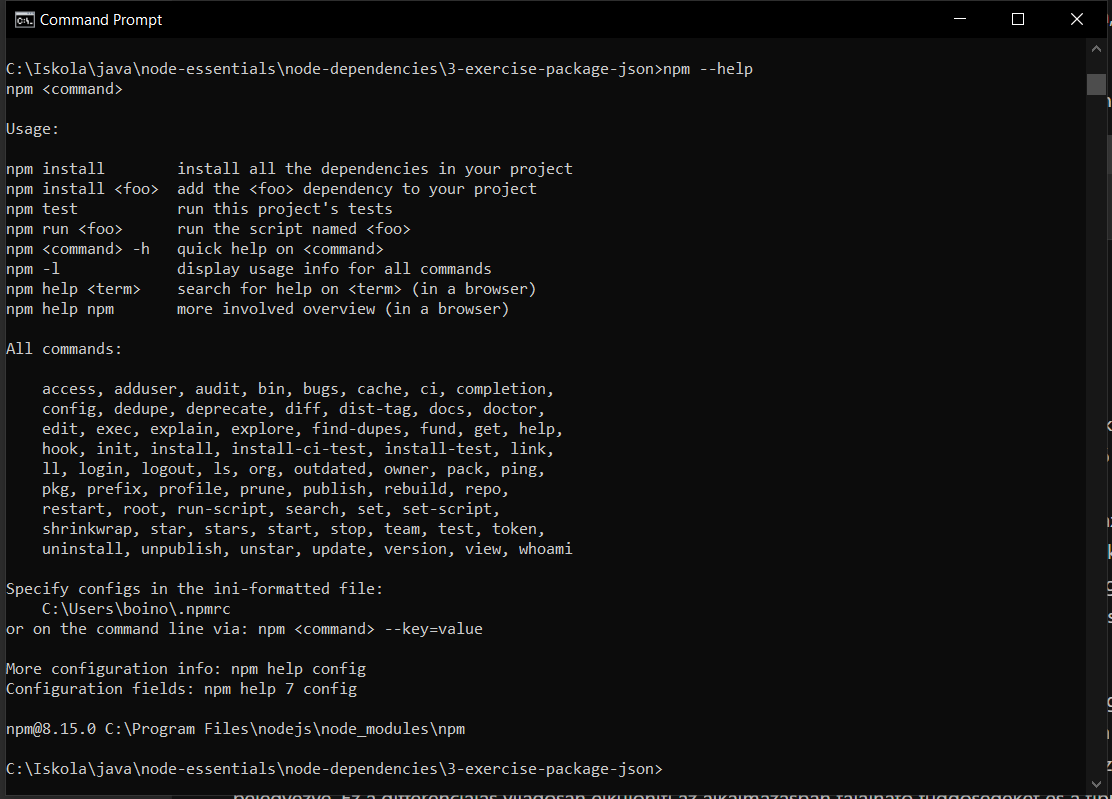 Command Prompt
C:\Iskola\java\node-essentials\node-dependencies\3-exercise-package-json>npm --help
npm <command>
Usage:
npm install        install all the dependencies in your project
npm install <foo>  add the <foo> dependency to your project
npm test           run this project's tests
npm run <foo>      run the script named <foo>
npm <command> -h   quick help on <command>
npm -l             display usage info for all commands
npm help <term>    search for help on <term> (in a browser)
npm help npm       more involved overview (in a browser)
All commands:
    access, adduser, audit, bin, bugs, cache, ci, completion,
    config, dedupe, deprecate, diff, dist-tag, docs, doctor,
    edit, exec, explain, explore, find-dupes, fund, get, help,
    hook, init, install, install-ci-test, install-test, link,
    ll, login, logout, ls, org, outdated, owner, pack, ping,
    pkg, prefix, profile, prune, publish, rebuild, repo,
    restart, root, run-script, search, set, set-script,
    shrinkwrap, star, stars, start, stop, team, test, token,
    uninstall, unpublish, unstar, update, version, view, whoami
Specify configs in the ini-formatted file:
    C:\Users\boino\.npmrc
or on the command line via: npm <command> --key=value
More configuration info: npm help config
Configuration fields: npm help 7 config
npm@8.15.0 C:\Program Files\nodejs\node_modules\npm
C:\Iskola\java\node-essentials\node-dependencies\3-exercise-package-json>